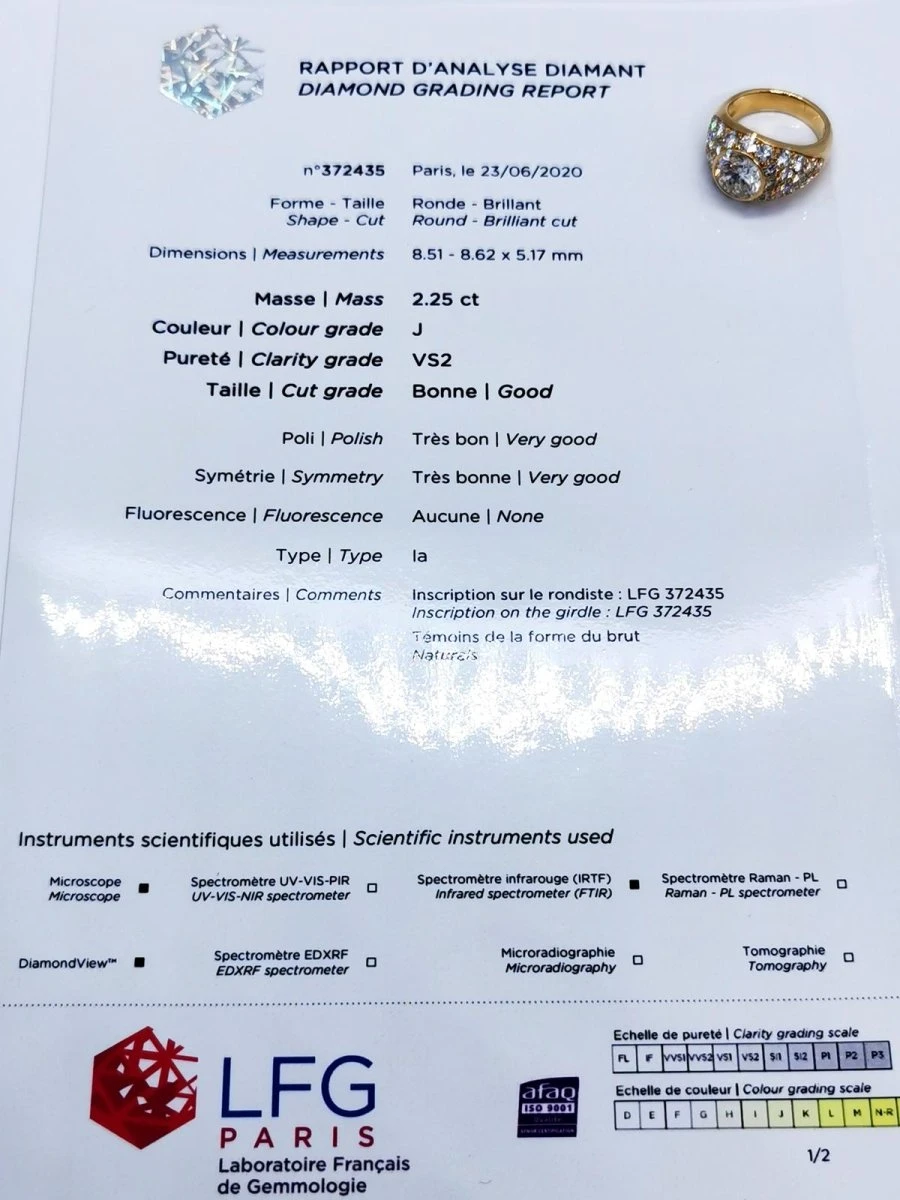 RAPPORT D'ANALYSE DIAMANT
DIAMOND GRADING REPORT
n°372435 Paris, le 23/06/2020
Forme - Taille Ronde - Brillant
Shape - Cut Round - Brilliant cut
Dimensions | Measurements 8.51 - 8.62 x 5.17 mm
Masse | Mass 2.25 ct
Couleur | Colour grade J
Pureté | Clarity grade VS2
Taille | Cut grade Bonne | Good
Poli | Polish Très bon | Very good
Symétrie | Symmetry Très bonne | Very good
Fluorescence | Fluorescence Aucune | None
Type | Type Ia
Commentaires | Comments Inscription sur le rondiste : LFG 372435
Inscription on the girdle : LFG 372435
Témoins de la forme du brut
Naturals
Instruments scientifiques utilisés | Scientific instruments used
Microscope Spectromètre UV-VIS-PIR Spectromètre infrarouge (IRTF) Spectromètre Raman - PL
Microscope UV-VIS-NIR spectrometer Infrared spectrometer (FTIR) Raman - PL spectrometer
DiamondView™ Spectromètre EDXRF Microradiographie Tomographie
EDXRF spectrometer Microradiography Tomography
LFG
PARIS
Laboratoire Français
de Gemmologie
afaq
ISO 9001
Echelle de pureté | Clarity grading scale
FL IF VVS1 VVS2 VS1 VS2 SI1 SI2 P1 P2 P3
Echelle de couleur | Colour grading scale
D E F G H I J K L M N-R
1/2